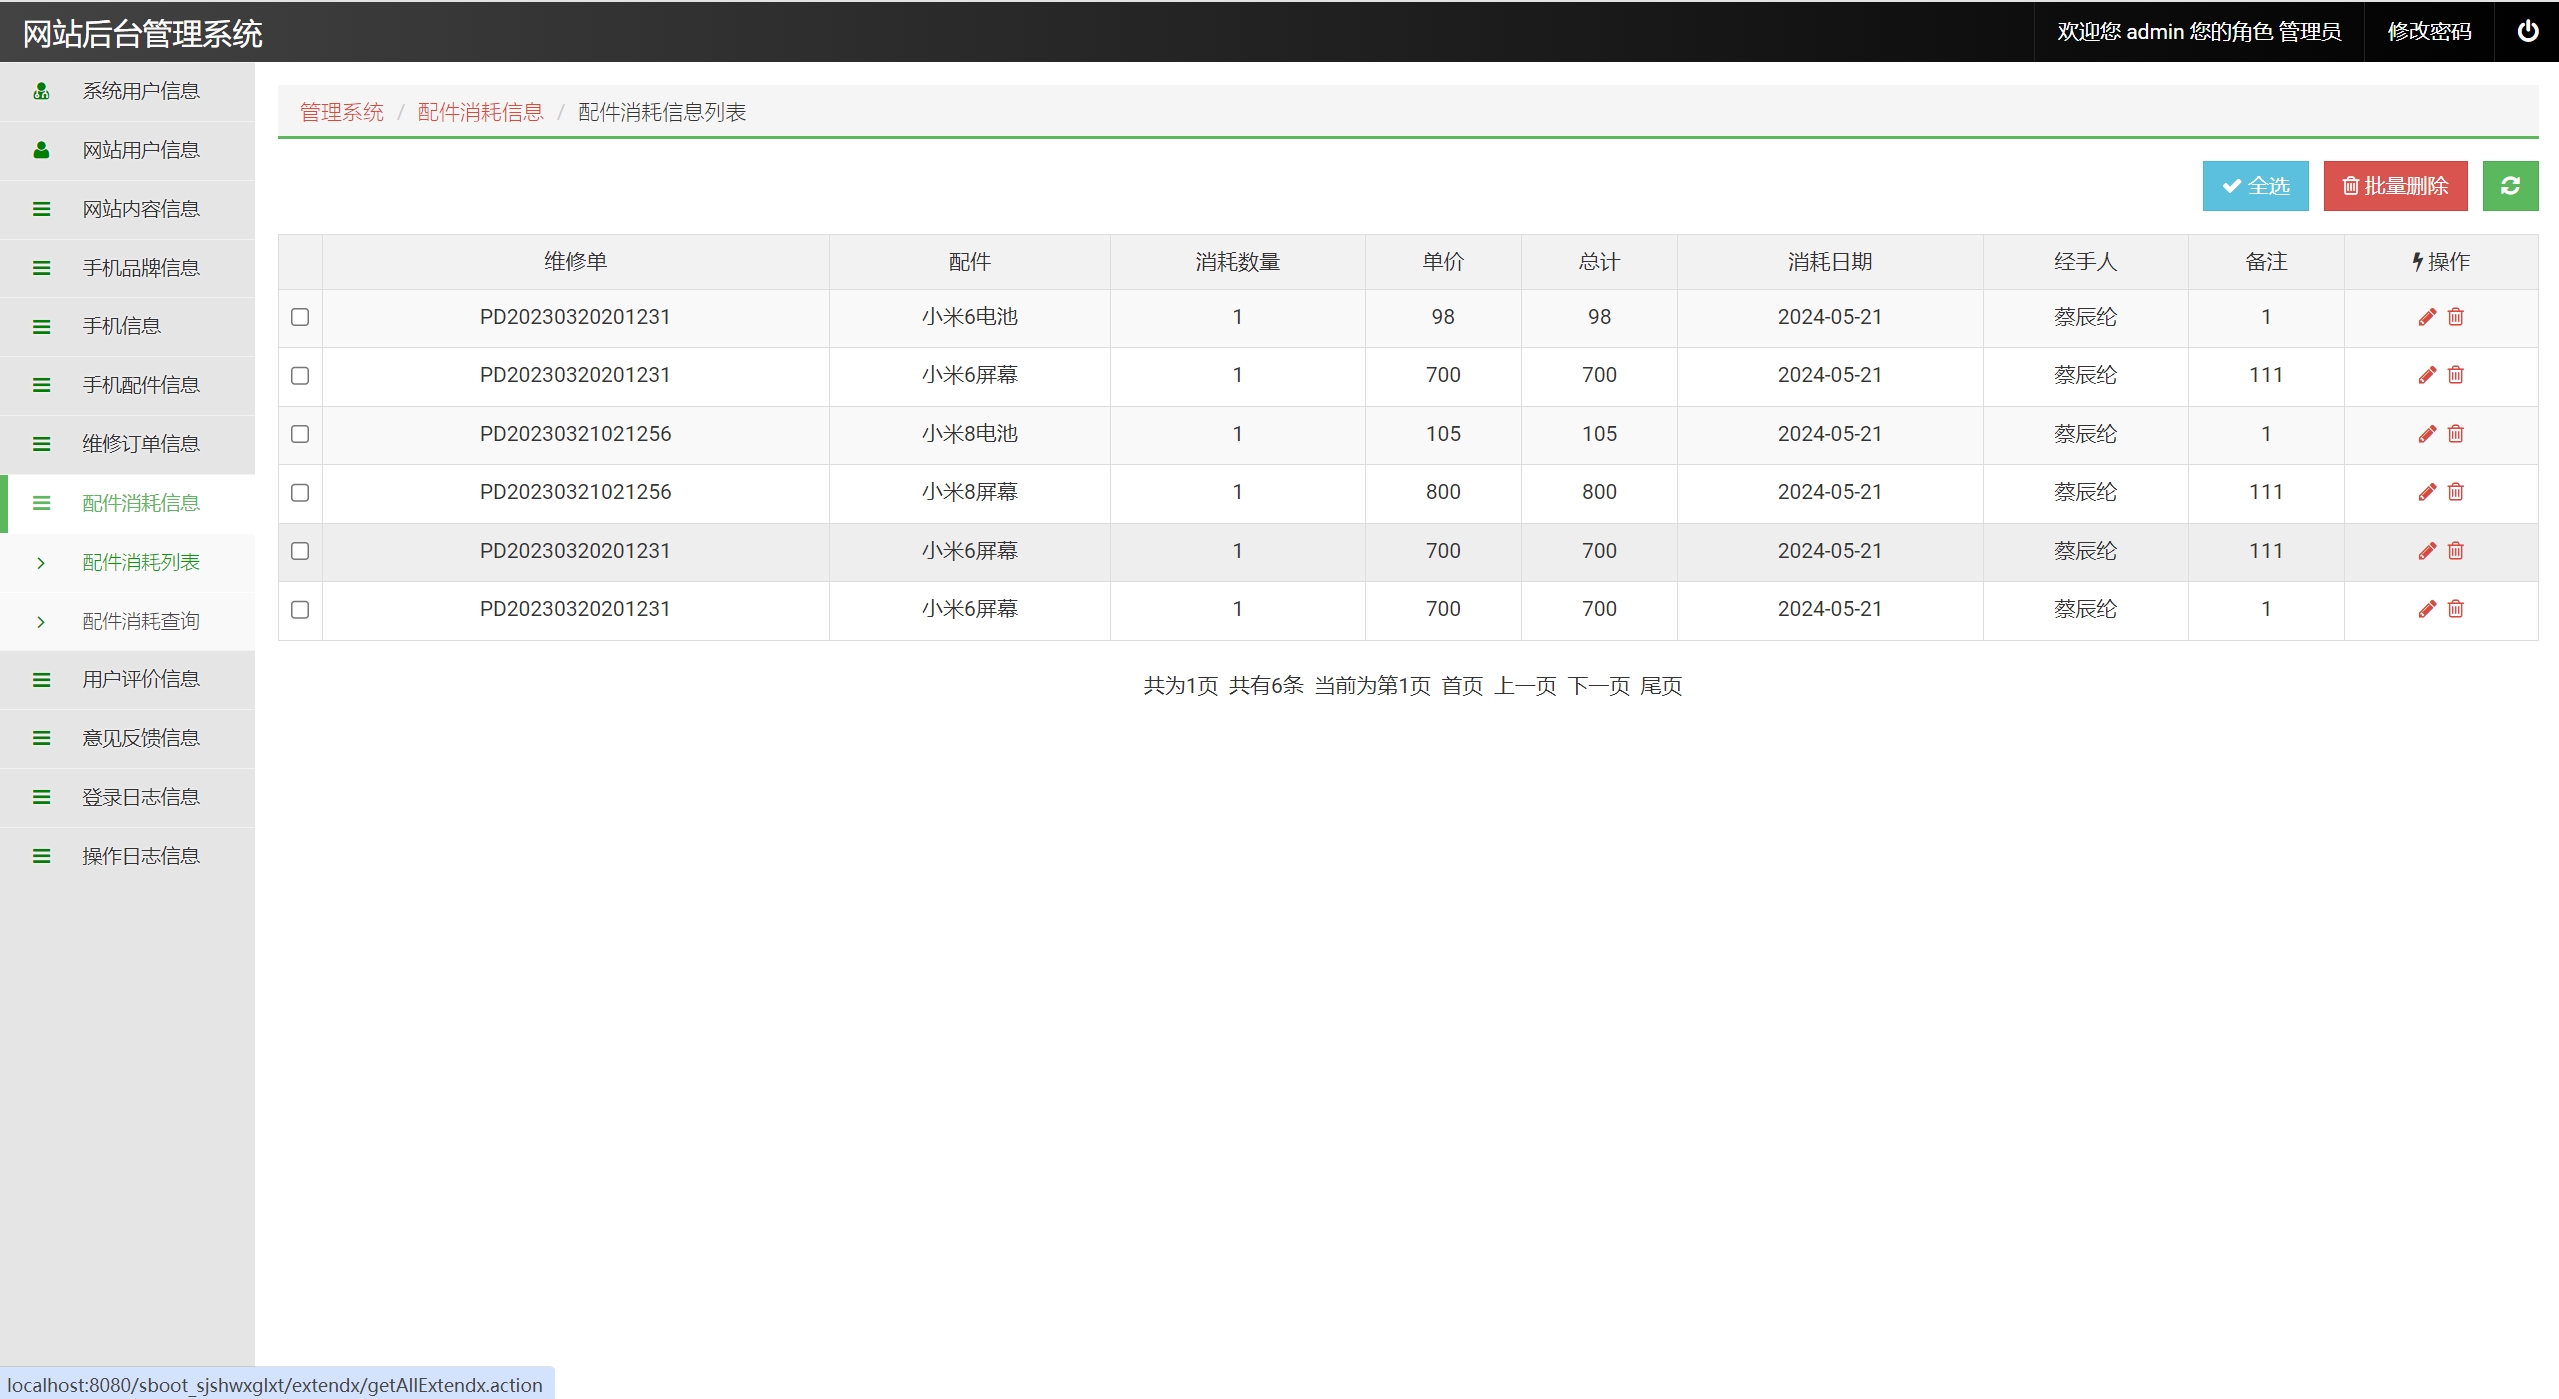 网站后台管理系统
欢迎您 admin 您的角色 管理员
修改密码
系统用户信息
网站用户信息
网站内容信息
手机品牌信息
手机信息
手机配件信息
维修订单信息
配件消耗信息
配件消耗列表
配件消耗查询
用户评价信息
意见反馈信息
登录日志信息
操作日志信息
管理系统 / 配件消耗信息 / 配件消耗信息列表
全选 批量删除
维修单 配件 消耗数量 单价 总计 消耗日期 经手人 备注 操作
PD20230320201231 小米6电池 1 98 98 2024-05-21 蔡辰纶 1
PD20230320201231 小米6屏幕 1 700 700 2024-05-21 蔡辰纶 111
PD20230321021256 小米8电池 1 105 105 2024-05-21 蔡辰纶 1
PD20230321021256 小米8屏幕 1 800 800 2024-05-21 蔡辰纶 111
PD20230320201231 小米6屏幕 1 700 700 2024-05-21 蔡辰纶 111
PD20230320201231 小米6屏幕 1 700 700 2024-05-21 蔡辰纶 1
共为1页 共有6条 当前为第1页 首页 上一页 下一页 尾页
localhost:8080/sboot_sjshwxglxt/extendx/getAllExtendx.action